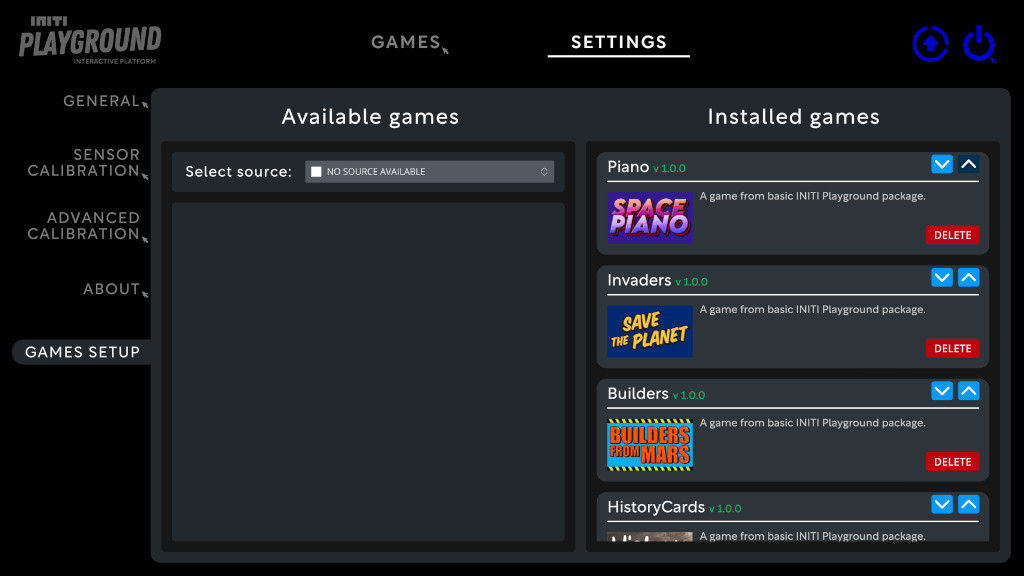 INITI
PLAYGROUND
INTERACTIVE PLATFORM
GAMES
SETTINGS
GENERAL
SENSOR
CALIBRATION
ADVANCED
CALIBRATION
ABOUT
GAMES SETUP
Available games
Select source:
NO SOURCE AVAILABLE
Installed games
Piano v 1.0.0
SPACE
PIANO
A game from basic INITI Playground package.
DELETE
Invaders v 1.0.0
SAVE
THE PLANET
A game from basic INITI Playground package.
DELETE
Builders v 1.0.0
BUILDERS
FROM MARS
A game from basic INITI Playground package.
DELETE
HistoryCards v 1.0.0
A game from basic INITI Playground package.